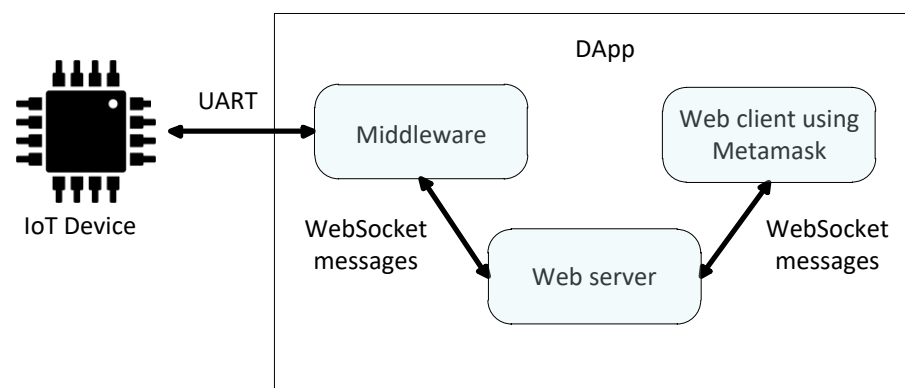 DApp
UART
Middleware
Web client using
Metamask
IoT Device
WebSocket
messages
WebSocket
messages
Web server